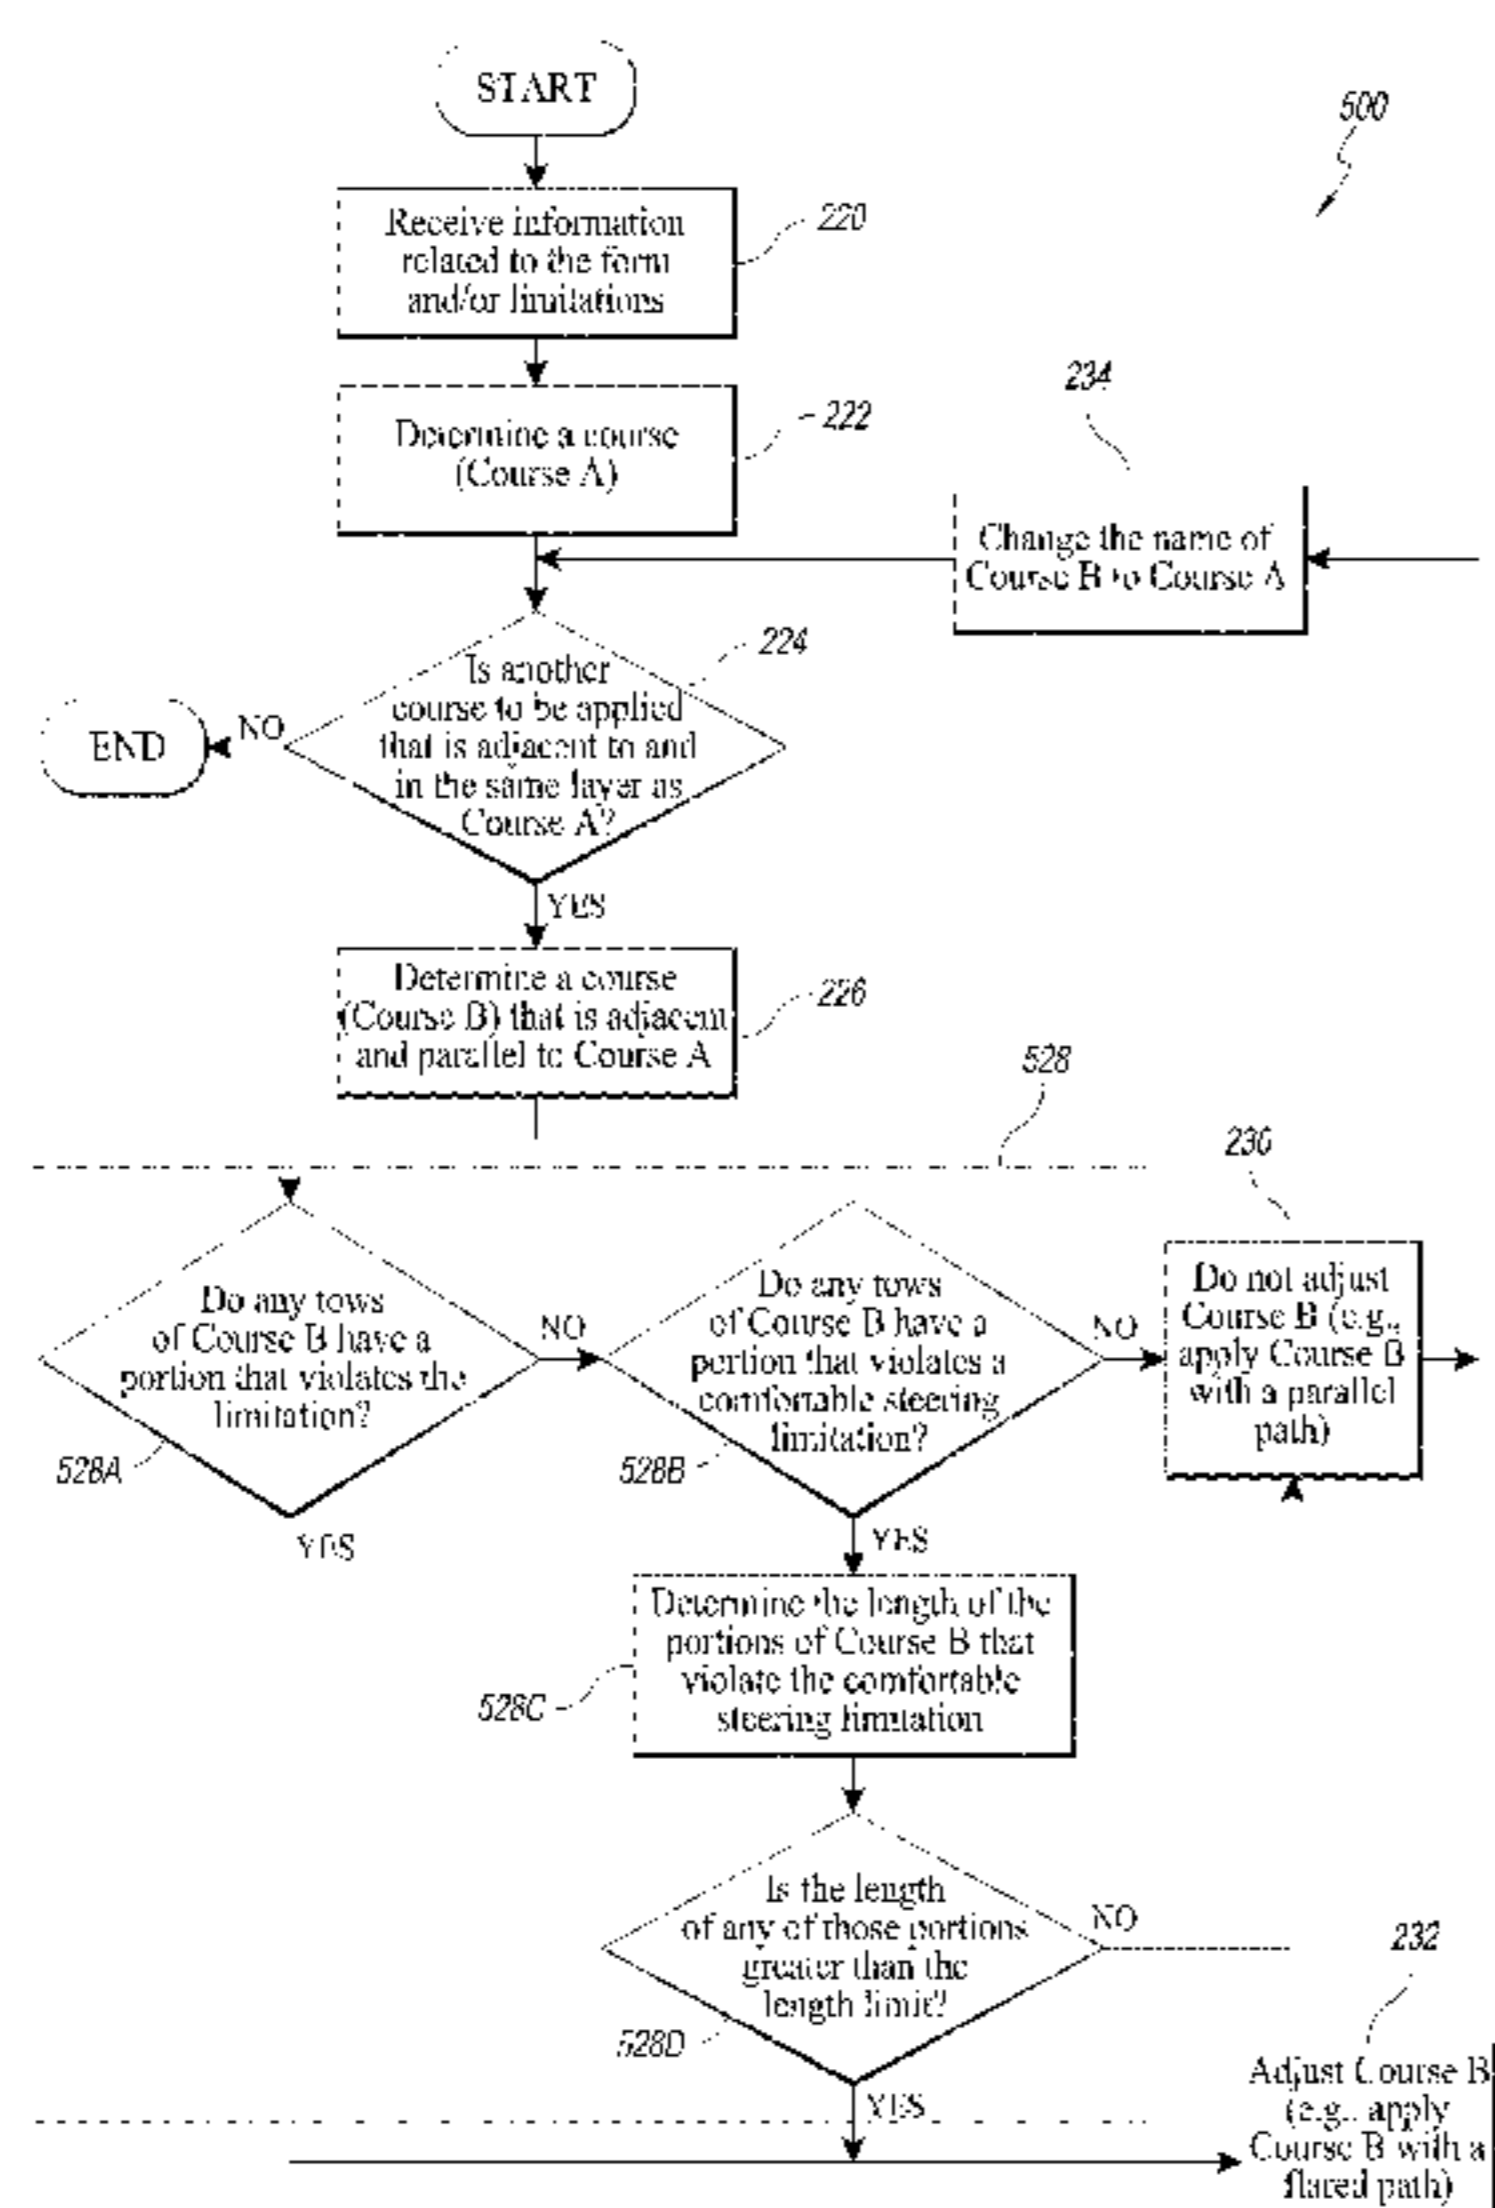 START
500
Receive information
related to the form
and/or limitations
220
Determine a course
(Course A)
222
234
Change the name of
Course B to Course A
Is another
course to be applied
that is adjacent to and
in the same layer as
Course A?
224
NO
END
YES
Determine a course
(Course B) that is adjacent
and parallel to Course A
226
528
Do any tows
of Course B have a
portion that violates the
limitation?
528A
NO
YES
Do any tows
of Course B have a
portion that violates a
comfortable steering
limitation?
528B
NO
YES
230
Do not adjust
Course B (e.g.,
apply Course B
with a parallel
path)
Determine the length of the
portions of Course B that
violate the comfortable
steering limitation
528C
Is the length
of any of those portions
greater than the
length limit?
528D
NO
YES
232
Adjust Course B
(e.g., apply
Course B with a
flared path)